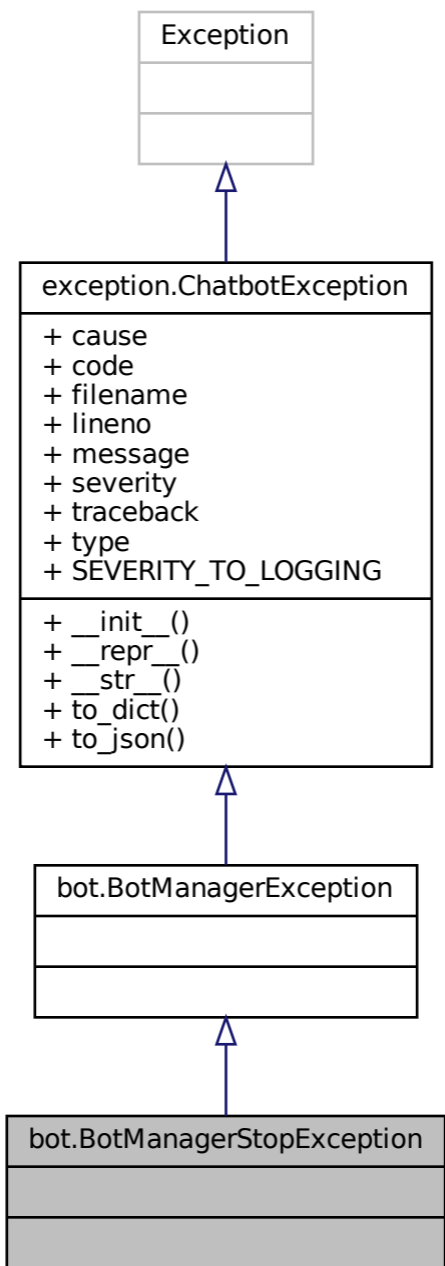 Exception
exception.ChatbotException
+ cause
+ code
+ filename
+ lineno
+ message
+ severity
+ traceback
+ type
+ SEVERITY_TO_LOGGING
+ __init__()
+ __repr__()
+ __str__()
+ to_dict()
+ to_json()
bot.BotManagerException
bot.BotManagerStopException